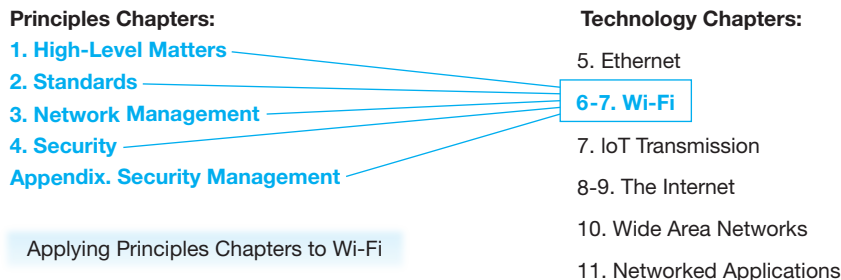 Principles Chapters:
1. High-Level Matters
2. Standards
3. Network Management
4. Security
Appendix. Security Management
Applying Principles Chapters to Wi-Fi
Technology Chapters:
5. Ethernet
6-7. Wi-Fi
7. IoT Transmission
8-9. The Internet
10. Wide Area Networks
11. Networked Applications